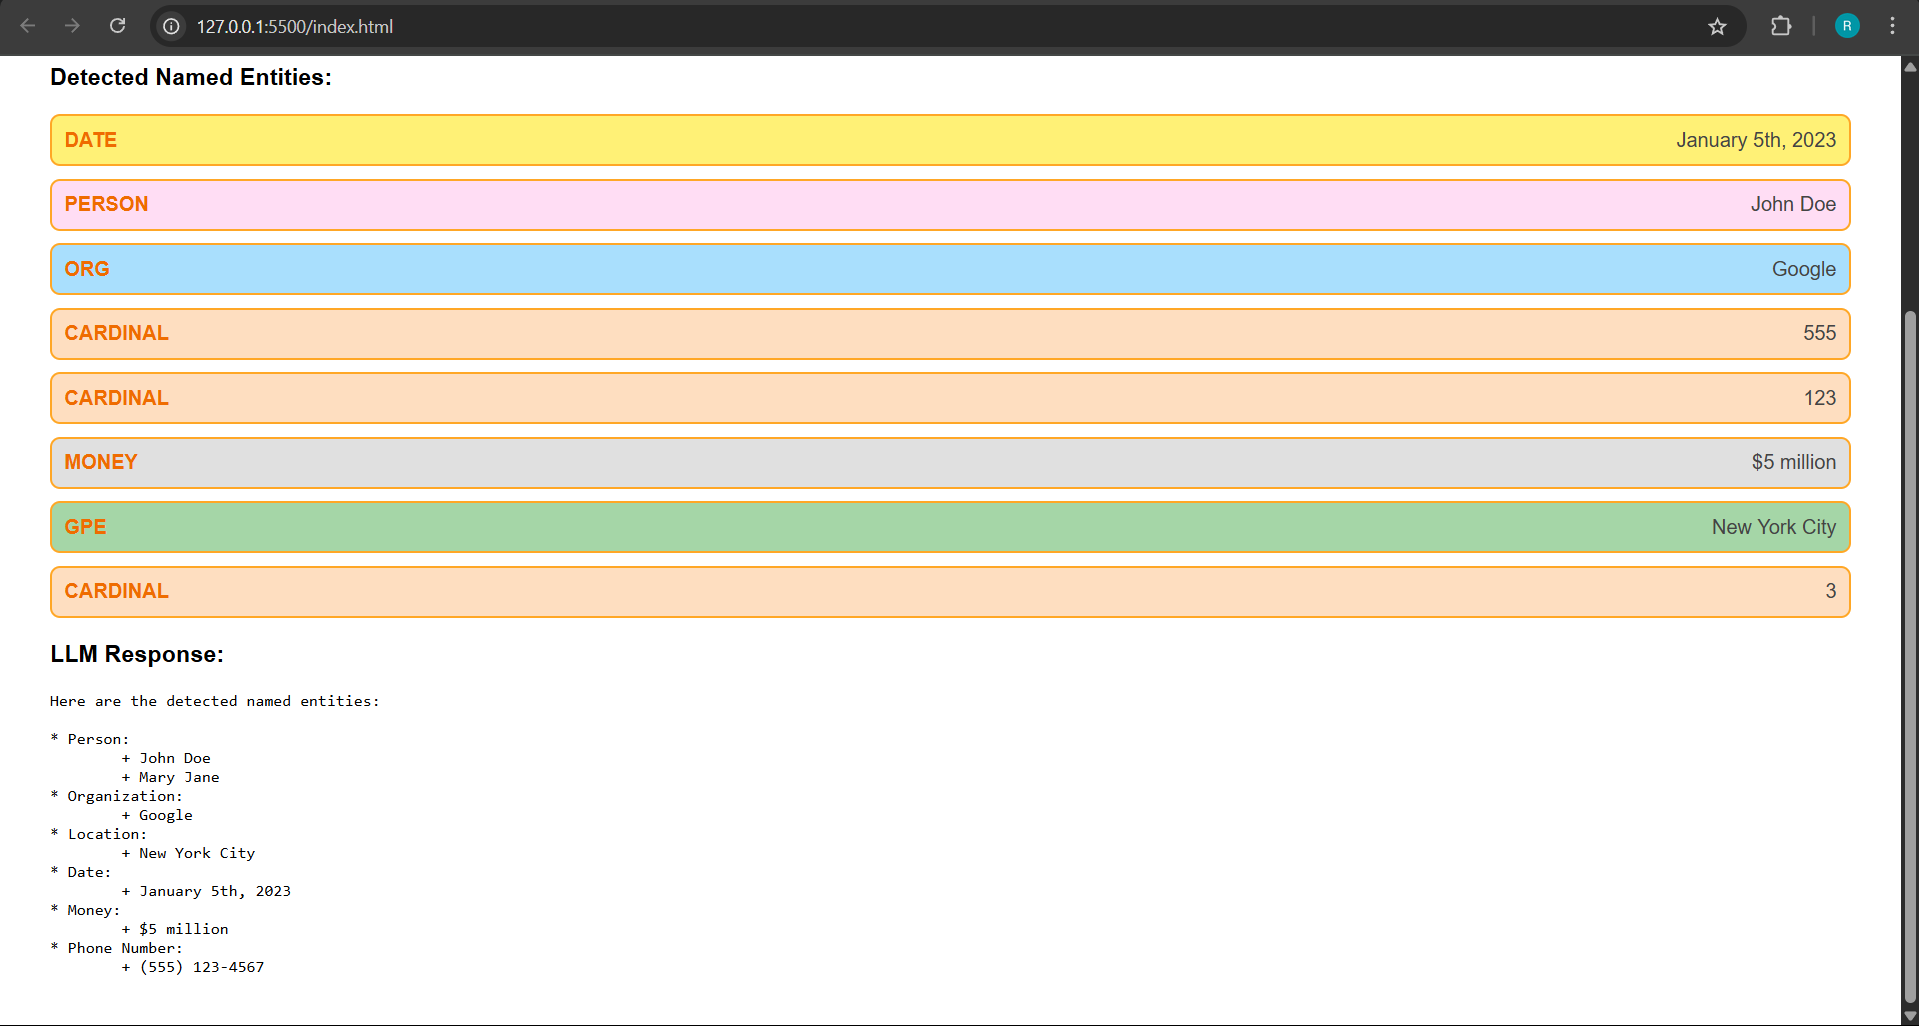 127.0.0.1:5500/index.html
R
Detected Named Entities:
DATE January 5th, 2023
PERSON John Doe
ORG Google
CARDINAL 555
CARDINAL 123
MONEY $5 million
GPE New York City
CARDINAL 3
LLM Response:
Here are the detected named entities:
* Person:
+ John Doe
+ Mary Jane
* Organization:
+ Google
* Location:
+ New York City
* Date:
+ January 5th, 2023
* Money:
+ $5 million
* Phone Number:
+ (555) 123-4567